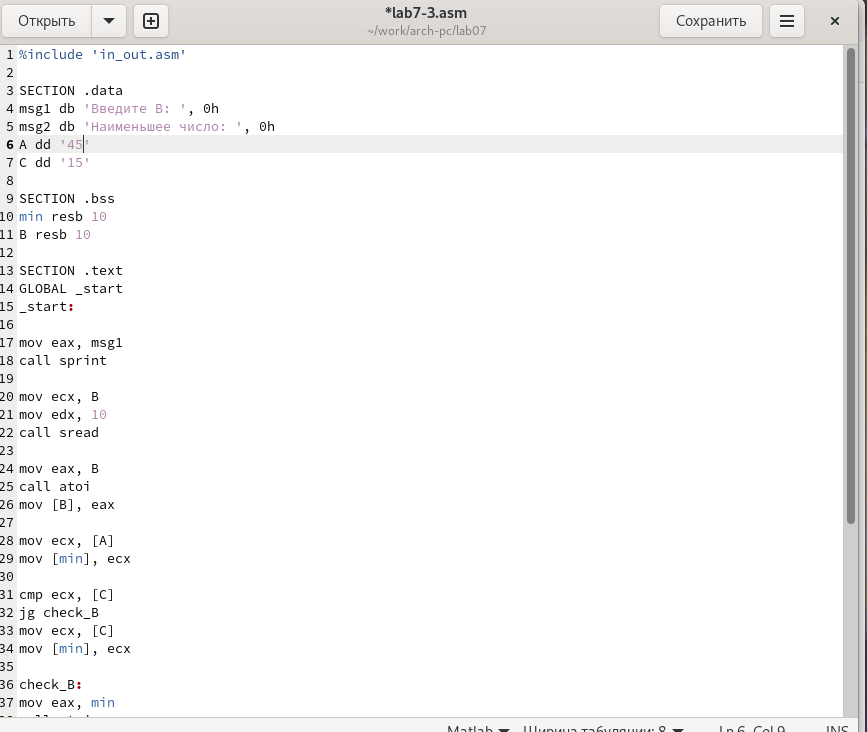 Открыть
*lab7-3.asm
~/work/arch-pc/lab07
Сохранить
1 %include 'in_out.asm'
2
3 SECTION .data
4 msg1 db 'Введите B: ', 0h
5 msg2 db 'Наименьшее число: ', 0h
6 A dd '45'
7 C dd '15'
8
9 SECTION .bss
10 min resb 10
11 B resb 10
12
13 SECTION .text
14 GLOBAL _start
15 _start:
16
17 mov eax, msg1
18 call sprint
19
20 mov ecx, B
21 mov edx, 10
22 call sread
23
24 mov eax, B
25 call atoi
26 mov [B], eax
27
28 mov ecx, [A]
29 mov [min], ecx
30
31 cmp ecx, [C]
32 jg check_B
33 mov ecx, [C]
34 mov [min], ecx
35
36 check_B:
37 mov eax, min
Matlab Ширина табуляции: 8 Ln 6, Col 9 INS